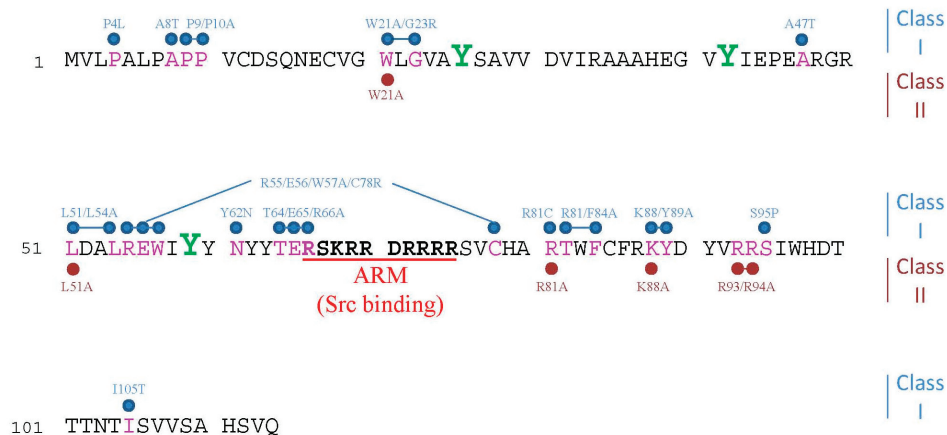 P4L A8T P9/P10A W21A/G23R A47T Class I
1 MVLPALPAPP VCDSQNECVG WLGVAYSAVV DVIRAAAHEG VYIEPEARGR
W21A Class II
R55/E56/W57A/C78R
L51/L54A Y62N T64/E65/R66A R81C R81/F84A K88/Y89A S95P Class I
51 LDALREWIYY NYYTERRSKRR DRRRRSVCHA RTWFCFRKYD YVRRSIWHDT
L51A ARM R81A K88A R93/R94A Class II
(Src binding)
I105T Class I
101 TTNTISVVSA HSVQ